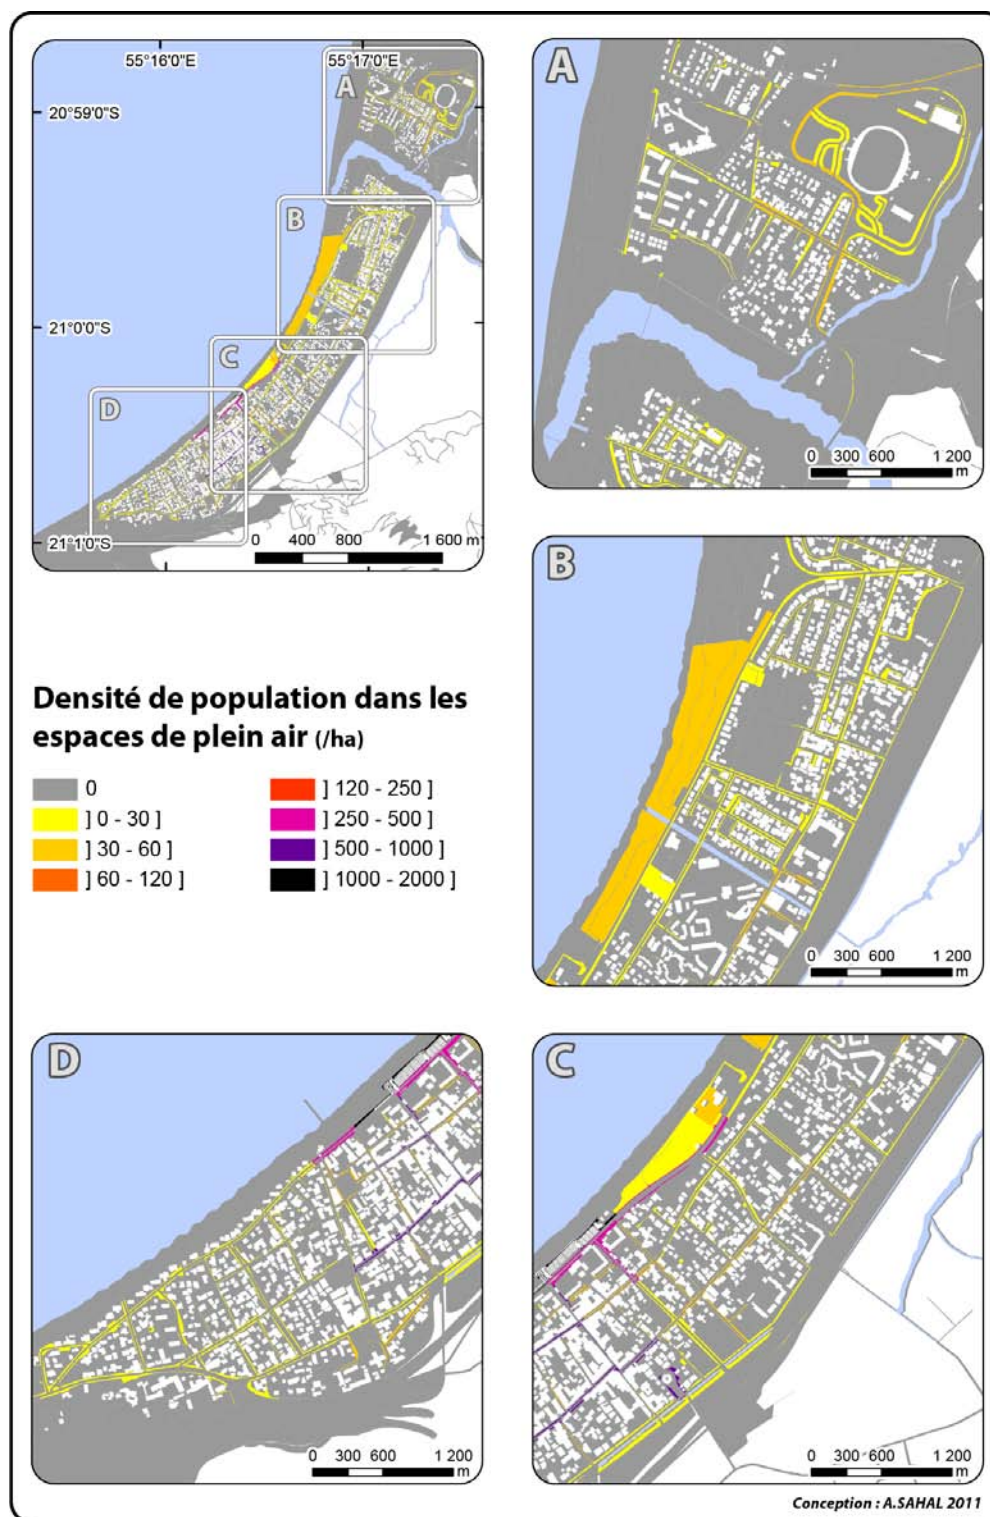 55°16'0"E 55°17'0"E
A
20°59'0"S
B
21°0'0"S
C
D
21°1'0"S
0 400 800 1 600 m
A
0 300 600 1 200
m
B
0 300 600 1 200
m
Densité de population dans les
espaces de plein air (/ha)
0
] 0 - 30 ]
] 30 - 60 ]
] 60 - 120 ]
] 120 - 250 ]
] 250 - 500 ]
] 500 - 1000 ]
] 1000 - 2000 ]
D
0 300 600 1 200
m
C
0 300 600 1 200
m
Conception : A.SAHAL 2011